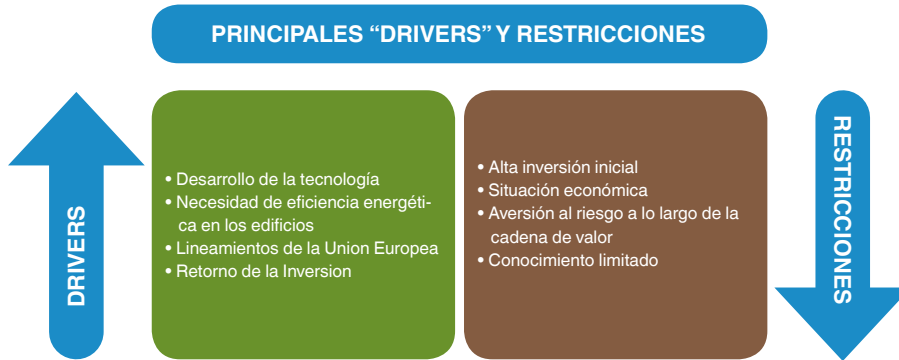 PRINCIPALES “DRIVERS” Y RESTRICCIONES
DRIVERS
• Desarrollo de la tecnología
• Necesidad de eficiencia energéti-
ca en los edificios
• Lineamientos de la Union Europea
• Retorno de la Inversion
• Alta inversión inicial
• Situación económica
• Aversión al riesgo a lo largo de la
cadena de valor
• Conocimiento limitado
RESTRICCIONES